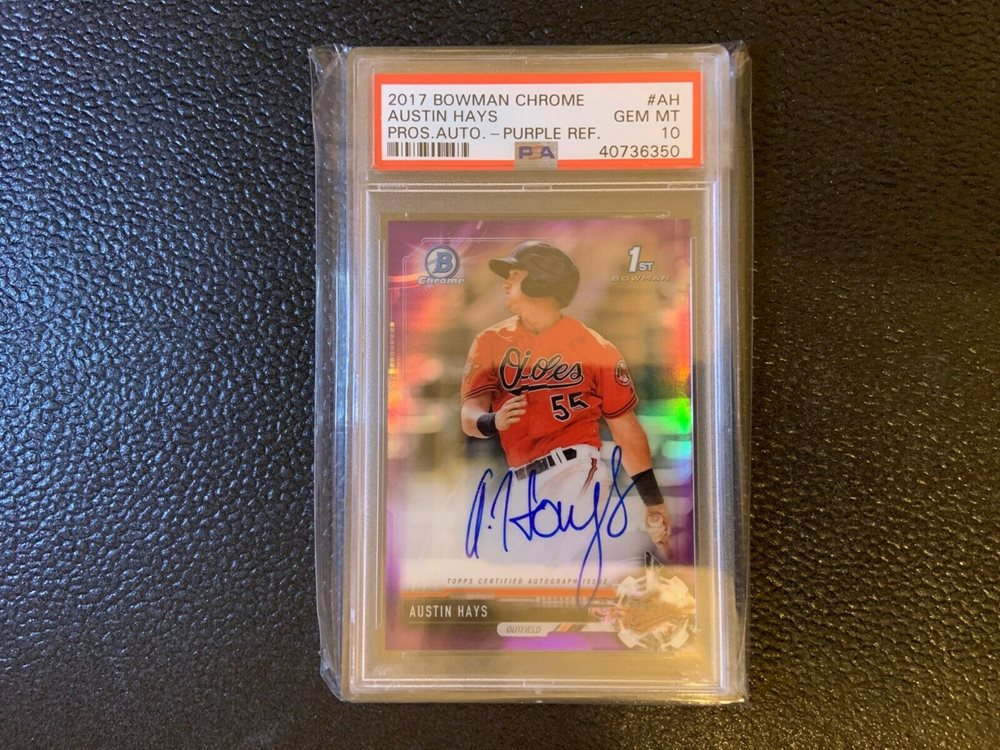 2017 BOWMAN CHROME #AH
AUSTIN HAYS GEM MT
PROS.AUTO. - PURPLE REF. 10
PSA 40736350
B
Chrome
1ST
BOWMAN
Orioles
55
A. Hays
TOPPS CERTIFIED AUTOGRAPH ISSUE
AUSTIN HAYS
OUTFIELD